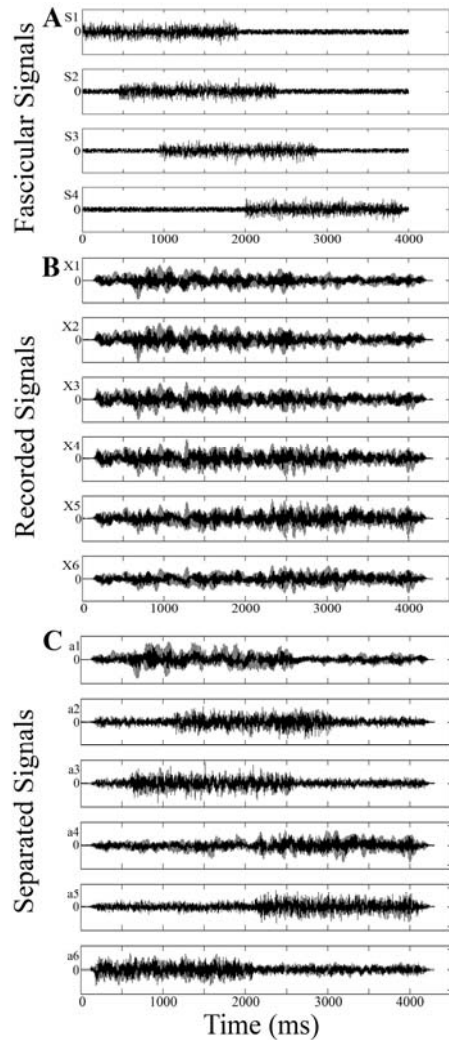 A
Fascicular Signals
S1
0
S2
0
S3
0
S4
0
0 1000 2000 3000 4000
B
Recorded Signals
X1
0
X2
0
X3
0
X4
0
X5
0
X6
0
0 1000 2000 3000 4000
C
Separated Signals
a1
0
a2
0
a3
0
a4
0
a5
0
a6
0
0 1000 2000 3000 4000
Time (ms)